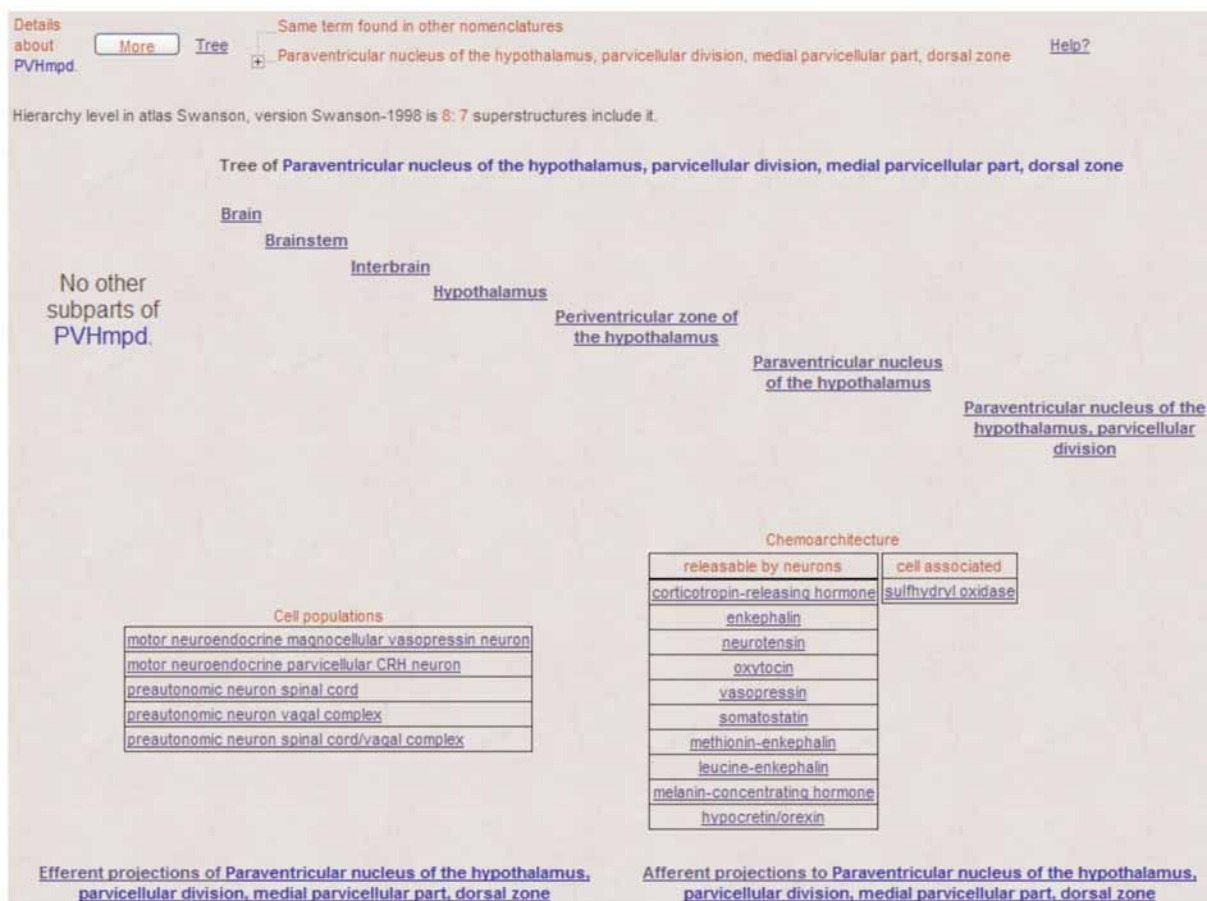 Details
about
PVHmpd.
More
Tree
Same term found in other nomenclatures
Paraventricular nucleus of the hypothalamus, parvicellular division, medial parvicellular part, dorsal zone
Help?
Hierarchy level in atlas Swanson, version Swanson-1998 is 8: 7 superstructures include it.
Tree of Paraventricular nucleus of the hypothalamus, parvicellular division, medial parvicellular part, dorsal zone
Brain
Brainstem
Interbrain
Hypothalamus
Periventricular zone of
the hypothalamus
Paraventricular nucleus
of the hypothalamus
Paraventricular nucleus of the
hypothalamus, parvicellular
division
No other
subparts of
PVHmpd.
Cell populations
motor neuroendocrine magnocellular vasopressin neuron
motor neuroendocrine parvicellular CRH neuron
preautonomic neuron spinal cord
preautonomic neuron vagal complex
preautonomic neuron spinal cord/vagal complex
Chemoarchitecture
releasable by neurons
cell associated
corticotropin-releasing hormone
sulfhydryl oxidase
enkephalin
neurotensin
oxytocin
vasopressin
somatostatin
methionin-enkephalin
leucine-enkephalin
melanin-concentrating hormone
hypocretin/orexin
Efferent projections of Paraventricular nucleus of the hypothalamus,
parvicellular division, medial parvicellular part, dorsal zone
Afferent projections to Paraventricular nucleus of the hypothalamus,
parvicellular division, medial parvicellular part, dorsal zone